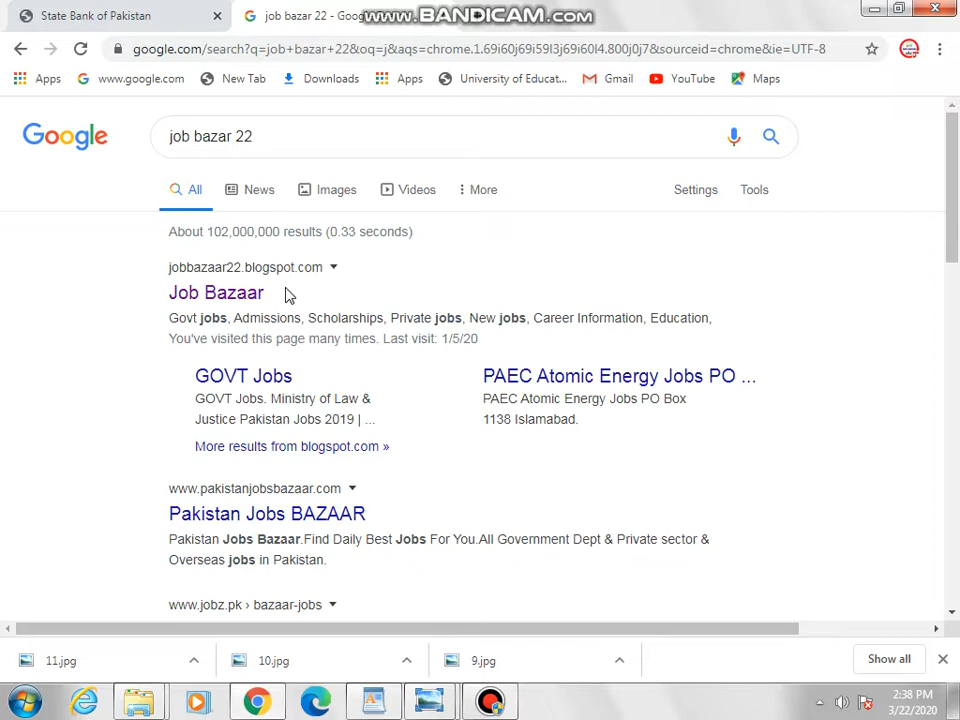 State Bank of Pakistan
job bazar 22 - Goog
www.BANDICAM.com
google.com/search?q=job+bazar+22&oq=j&aqs=chrome.1.69i60j69i59l3j69i60l4.800j0j7&sourceid=chrome&ie=UTF-8
Apps
www.google.com
New Tab
Downloads
Apps
University of Educat...
Gmail
YouTube
Maps
Google
job bazar 22
All
News
Images
Videos
More
Settings
Tools
About 102,000,000 results (0.33 seconds)
jobbazaar22.blogspot.com
Job Bazaar
Govt jobs, Admissions, Scholarships, Private jobs, New jobs, Career Information, Education,
You've visited this page many times. Last visit: 1/5/20
GOVT Jobs
GOVT Jobs. Ministry of Law &
Justice Pakistan Jobs 2019 | ...
PAEC Atomic Energy Jobs PO ...
PAEC Atomic Energy Jobs PO Box
1138 Islamabad.
More results from blogspot.com »
www.pakistanjobsbazaar.com
Pakistan Jobs BAZAAR
Pakistan Jobs Bazaar.Find Daily Best Jobs For You.All Government Dept & Private sector &
Overseas jobs in Pakistan.
www.jobz.pk › bazaar-jobs
11.jpg
10.jpg
9.jpg
Show all
2:38 PM
3/22/2020